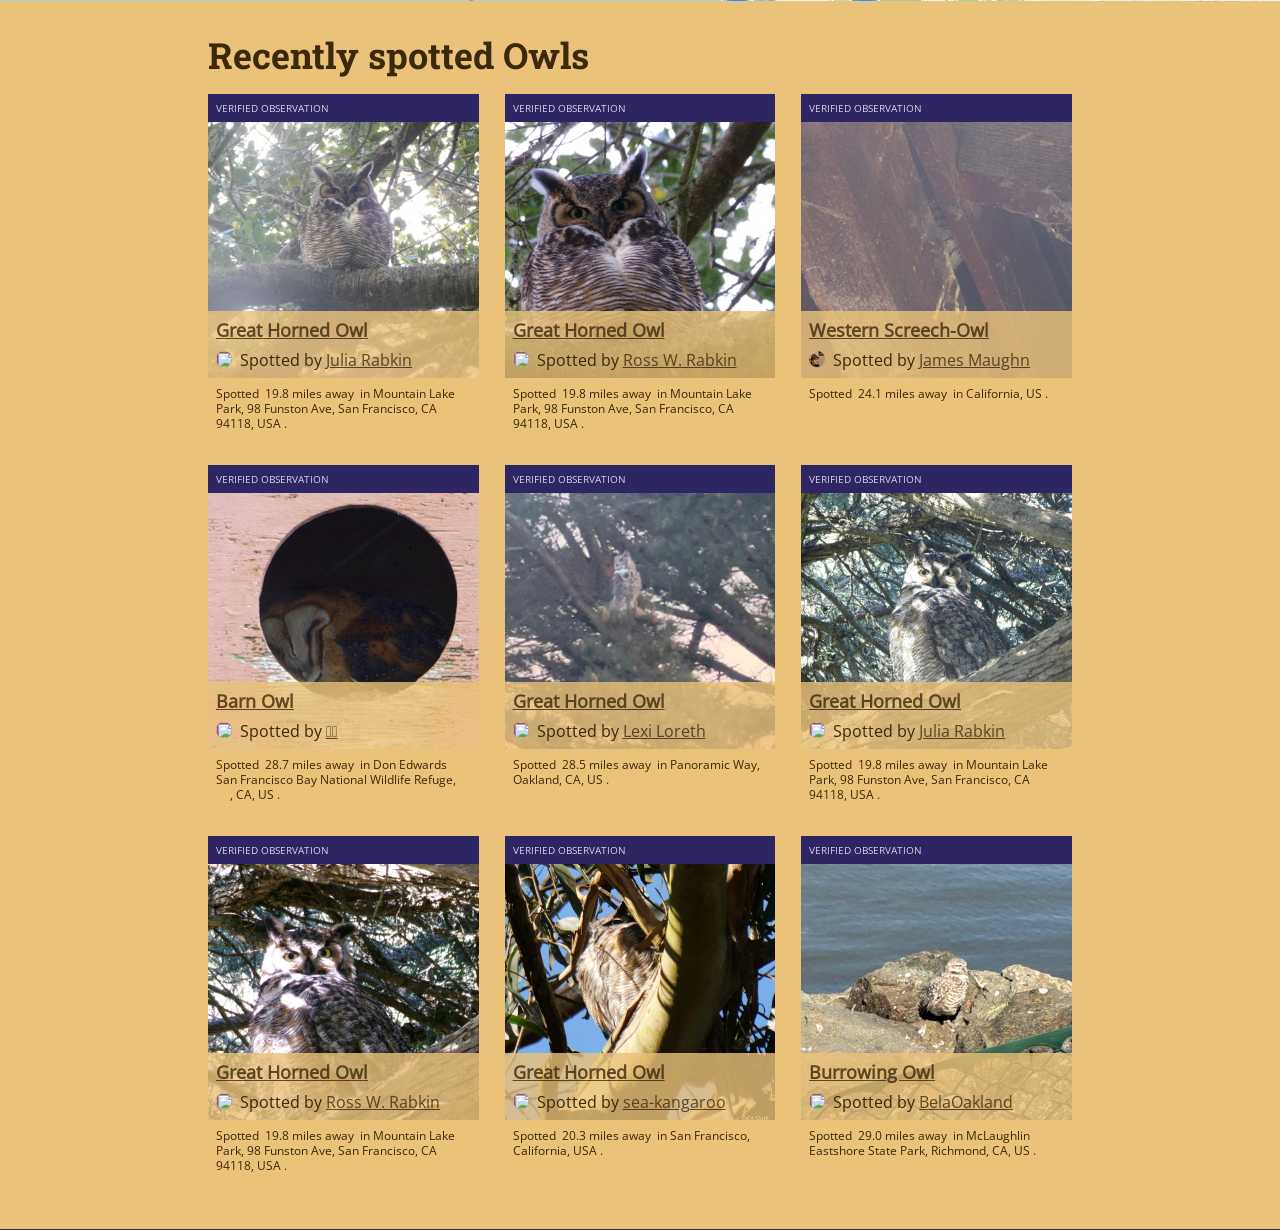 Recently spotted Owls
VERIFIED OBSERVATION
Great Horned Owl
Spotted by Julia Rabkin
Spotted 19.8 miles away in Mountain Lake
Park, 98 Funston Ave, San Francisco, CA
94118, USA .
VERIFIED OBSERVATION
Great Horned Owl
Spotted by Ross W. Rabkin
Spotted 19.8 miles away in Mountain Lake
Park, 98 Funston Ave, San Francisco, CA
94118, USA .
VERIFIED OBSERVATION
Western Screech-Owl
Spotted by James Maughn
Spotted 24.1 miles away in California, US .
VERIFIED OBSERVATION
Barn Owl
Spotted by
Spotted 28.7 miles away in Don Edwards
San Francisco Bay National Wildlife Refuge,
, CA, US .
VERIFIED OBSERVATION
Great Horned Owl
Spotted by Lexi Loreth
Spotted 28.5 miles away in Panoramic Way,
Oakland, CA, US .
VERIFIED OBSERVATION
Great Horned Owl
Spotted by Julia Rabkin
Spotted 19.8 miles away in Mountain Lake
Park, 98 Funston Ave, San Francisco, CA
94118, USA .
VERIFIED OBSERVATION
Great Horned Owl
Spotted by Ross W. Rabkin
Spotted 19.8 miles away in Mountain Lake
Park, 98 Funston Ave, San Francisco, CA
94118, USA .
VERIFIED OBSERVATION
Great Horned Owl
Spotted by sea-kangaroo
Spotted 20.3 miles away in San Francisco,
California, USA .
VERIFIED OBSERVATION
Burrowing Owl
Spotted by BelaOakland
Spotted 29.0 miles away in McLaughlin
Eastshore State Park, Richmond, CA, US .